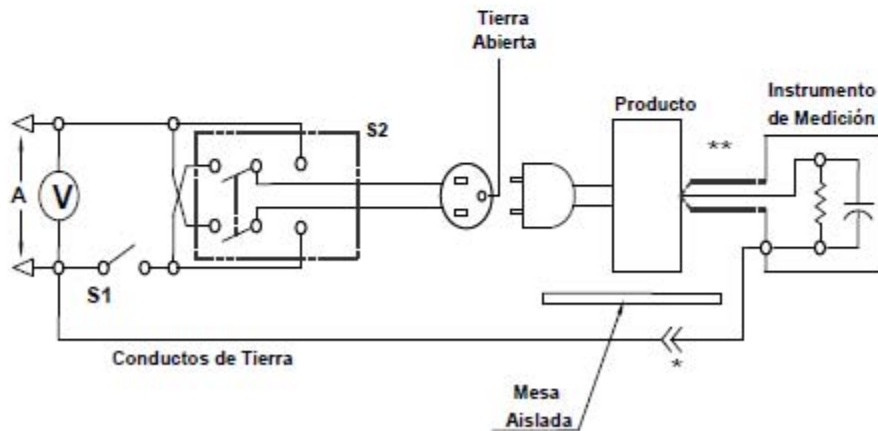 Tierra
Abierta
Producto
Instrumento
de Medición
S2
**
A
V
S1
Conductos de Tierra
*
Mesa
Aislada